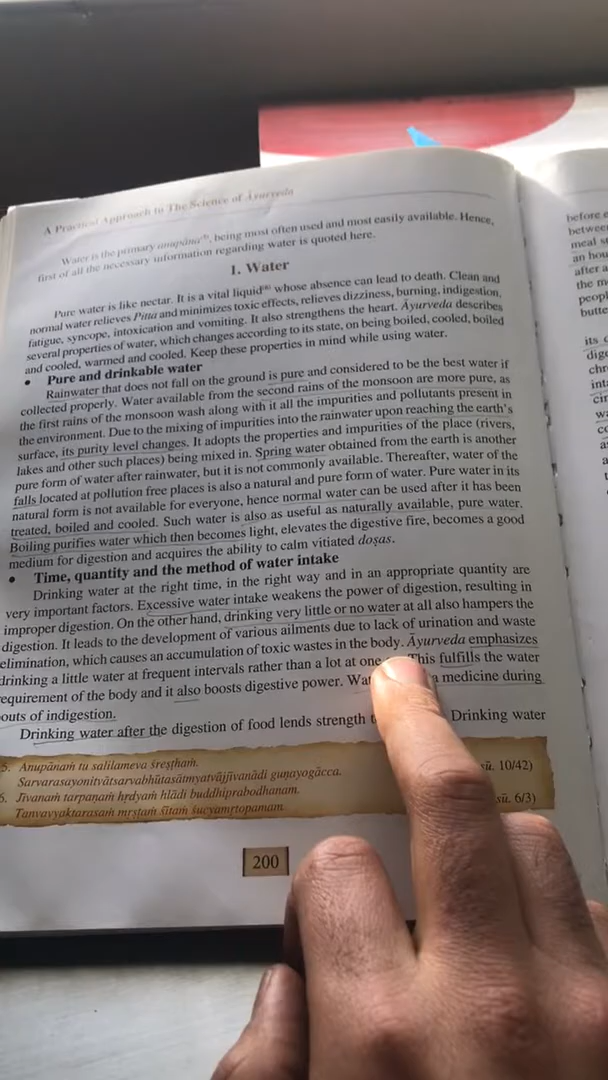 A Practical Approach to The Science of Āyurveda
Water is the primary anupāna²⁵, being most often used and most easily available. Hence,
first of all the necessary information regarding water is quoted here.
1. Water
Pure water is like nectar. It is a vital liquid²⁶ whose absence can lead to death. Clean and
normal water relieves Pitta and minimizes toxic effects, relieves dizziness, burning, indigestion,
fatigue, syncope, intoxication and vomiting. It also strengthens the heart. Āyurveda describes
several properties of water, which changes according to its state, on being boiled, cooled, boiled
and cooled, warmed and cooled. Keep these properties in mind while using water.
• Pure and drinkable water
Rainwater that does not fall on the ground is pure and considered to be the best water if
collected properly. Water available from the second rains of the monsoon are more pure, as
the first rains of the monsoon wash along with it all the impurities and pollutants present in
the environment. Due to the mixing of impurities into the rainwater upon reaching the earth's
surface, its purity level changes. It adopts the properties and impurities of the place (rivers,
lakes and other such places) being mixed in. Spring water obtained from the earth is another
pure form of water after rainwater, but it is not commonly available. Thereafter, water of the
falls located at pollution free places is also a natural and pure form of water. Pure water in its
natural form is not available for everyone, hence normal water can be used after it has been
treated, boiled and cooled. Such water is also as useful as naturally available, pure water.
Boiling purifies water which then becomes light, elevates the digestive fire, becomes a good
medium for digestion and acquires the ability to calm vitiated doṣas.
• Time, quantity and the method of water intake
Drinking water at the right time, in the right way and in an appropriate quantity are
very important factors. Excessive water intake weakens the power of digestion, resulting in
improper digestion. On the other hand, drinking very little or no water at all also hampers the
digestion. It leads to the development of various ailments due to lack of urination and waste
elimination, which causes an accumulation of toxic wastes in the body. Āyurveda emphasizes
drinking a little water at frequent intervals rather than a lot at one This fulfills the water
requirement of the body and it also boosts digestive power. a medicine during
outs of indigestion.
Drinking water after the digestion of food lends strength Drinking water
5. Anupānaṁ tu salilameva śreṣṭhaṁ.
Sarvarasayonitvātsarvabhūtasātmyatvājjīvanādi guṇayogācca. sū. 10/42)
6. Jīvanaṁ tarpaṇaṁ hṛdyaṁ hlādi buddhiprabodhanam.
Tanvavyaktarasaṁ mṛṣṭaṁ śītaṁ śucyamṛtopamam. sū. 6/3)
200
before
meal
an hou
after a
the
peop
butte
its